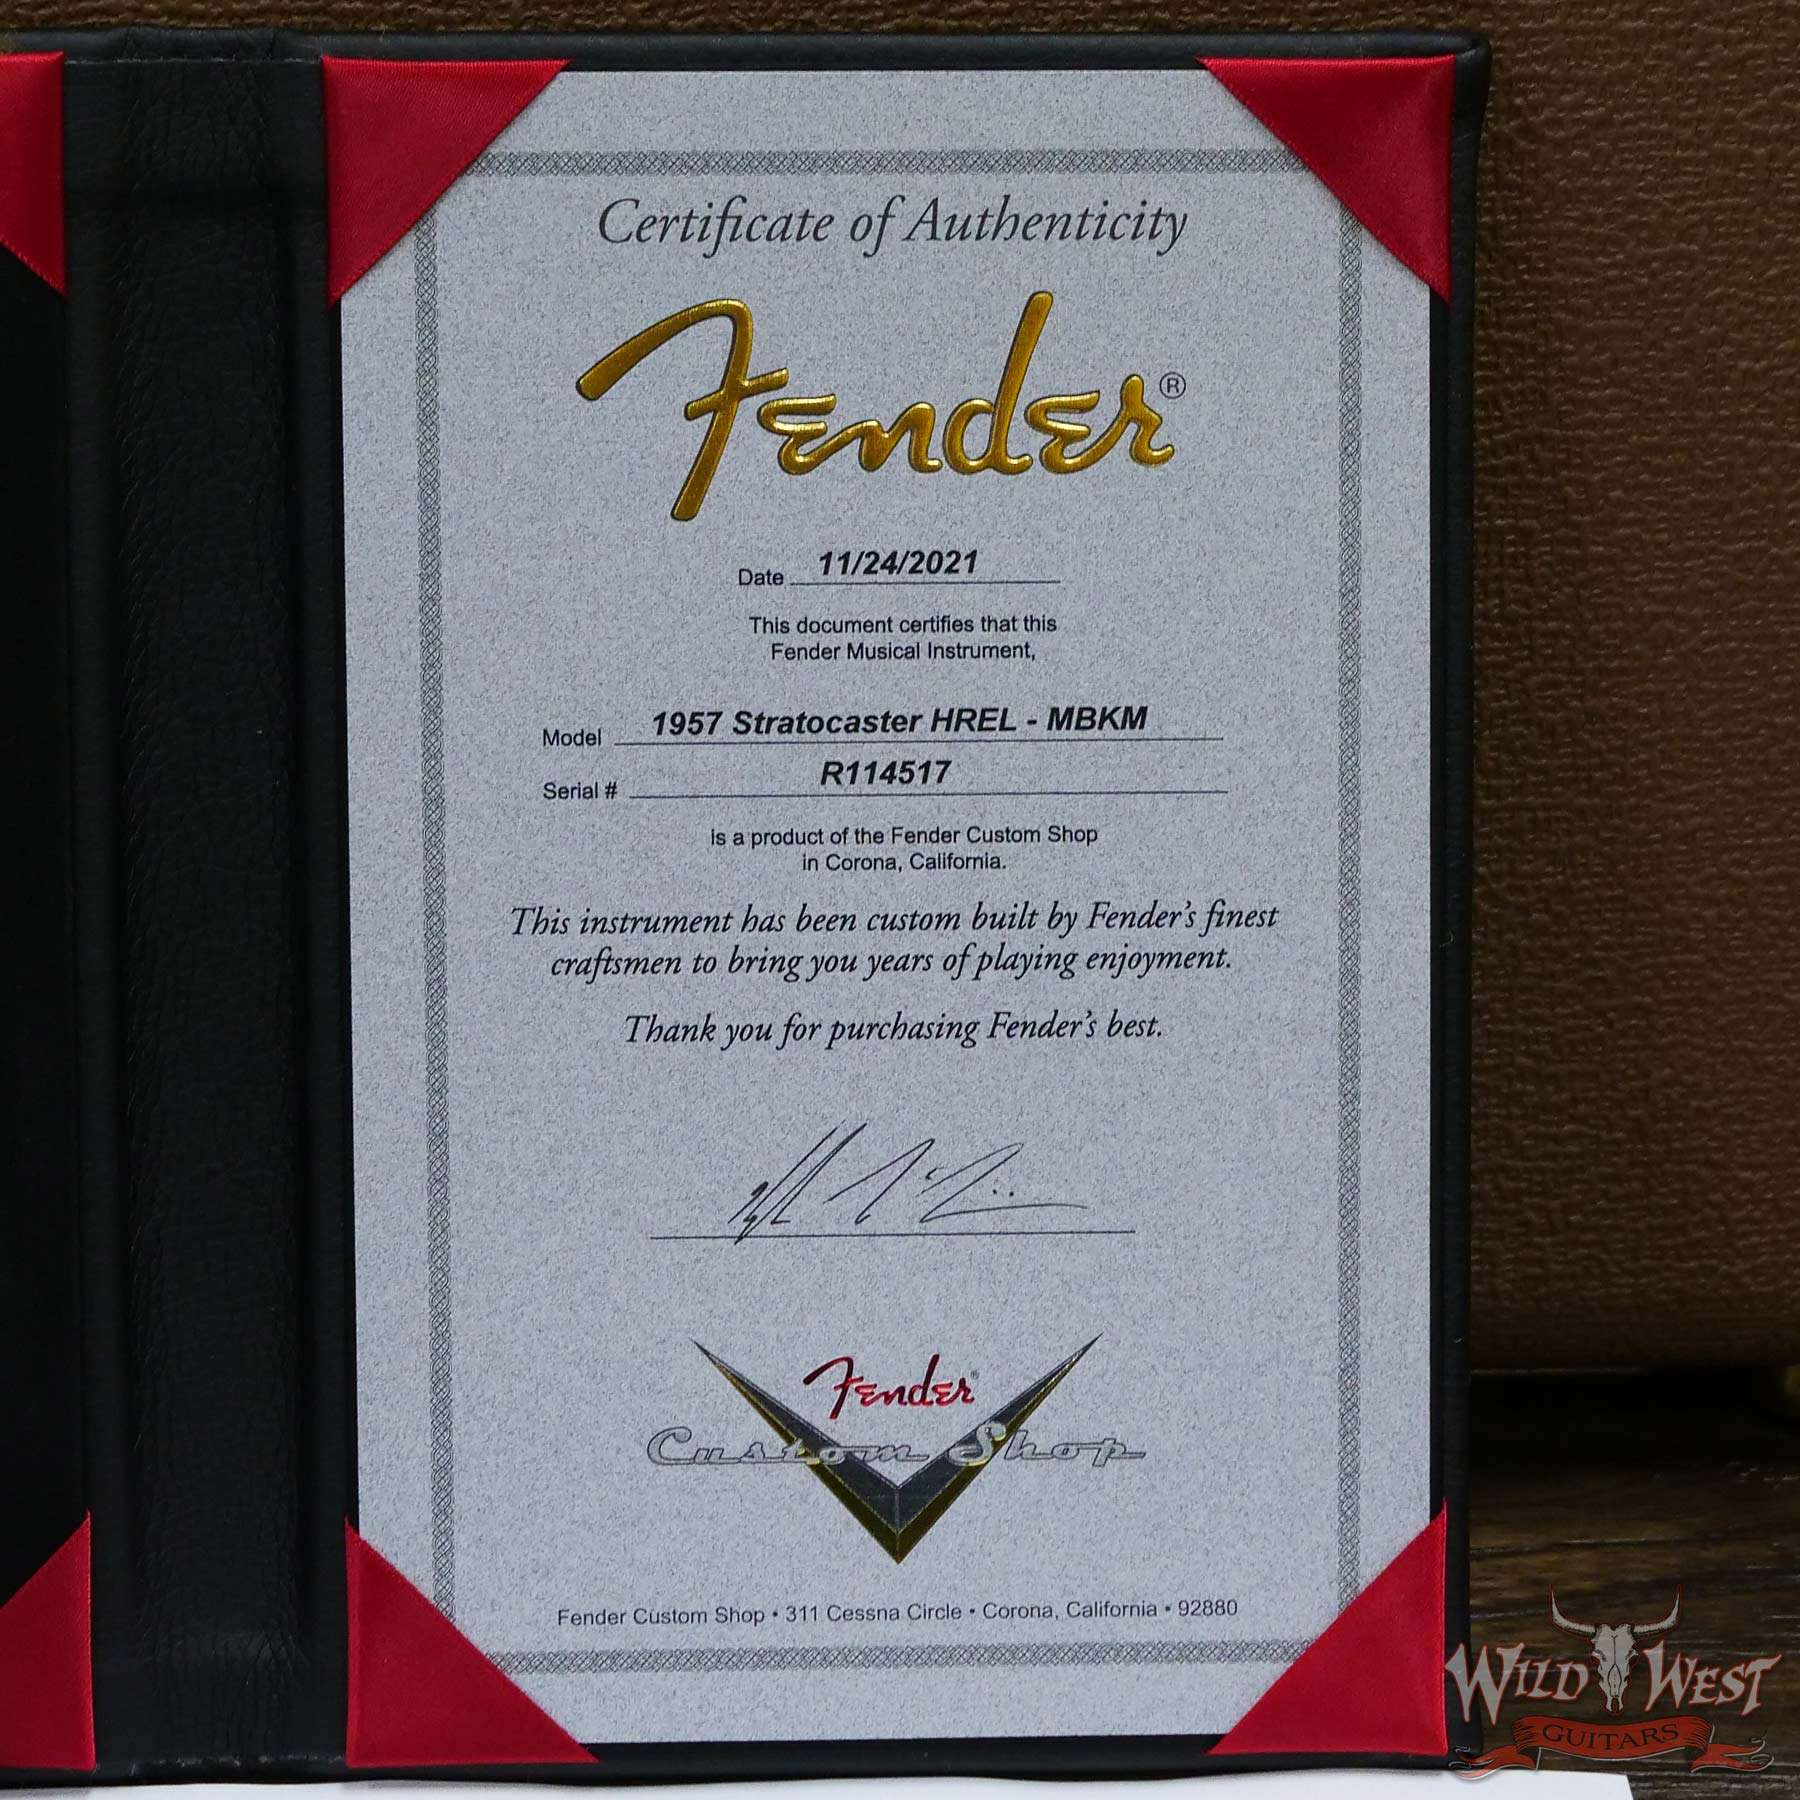 Certificate of Authenticity
Fender®
Date 11/24/2021
This document certifies that this
Fender Musical Instrument,
Model 1957 Stratocaster HREL - MBKM
Serial # R114517
is a product of the Fender Custom Shop
in Corona, California.
This instrument has been custom built by Fender's finest
craftsmen to bring you years of playing enjoyment.
Thank you for purchasing Fender's best.
Fender®
Custom Shop
Fender Custom Shop • 311 Cessna Circle • Corona, California • 92880
WILD WEST
GUITARS